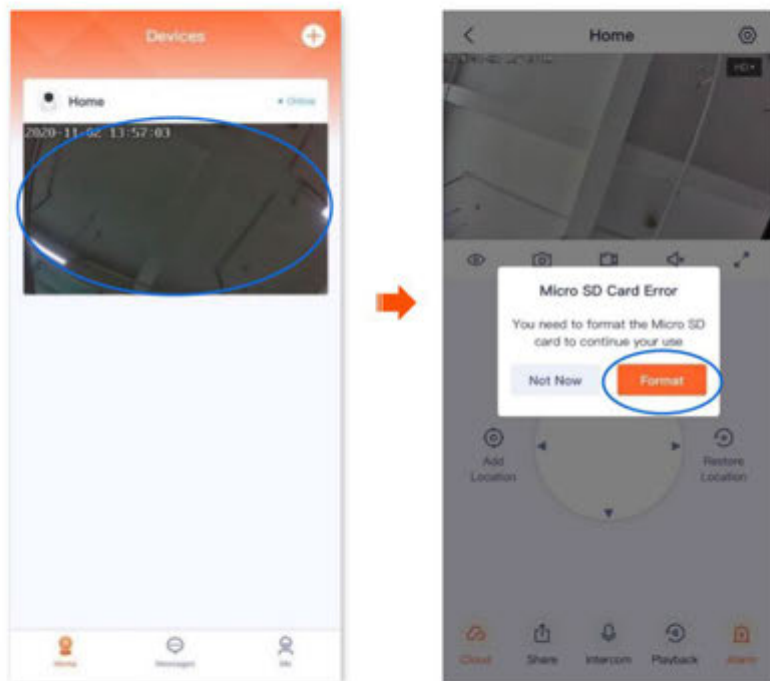 Devices
Home
Online
2020-11-02 13:57:03
Home
Messages
Me
Home
HD
Micro SD Card Error
You need to format the Micro SD
card to continue your use
Not Now
Format
Add
Location
Restore
Location
Cloud
Share
Intercom
Playback
Alarm